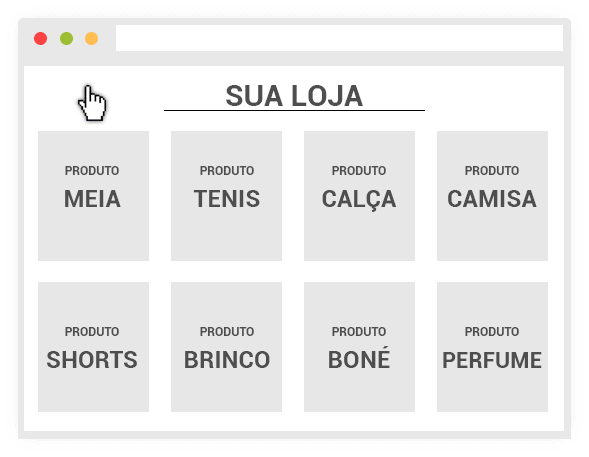 SUA LOJA
PRODUTO
MEIA
PRODUTO
TENIS
PRODUTO
CALÇA
PRODUTO
CAMISA
PRODUTO
SHORTS
PRODUTO
BRINCO
PRODUTO
BONÉ
PRODUTO
PERFUME